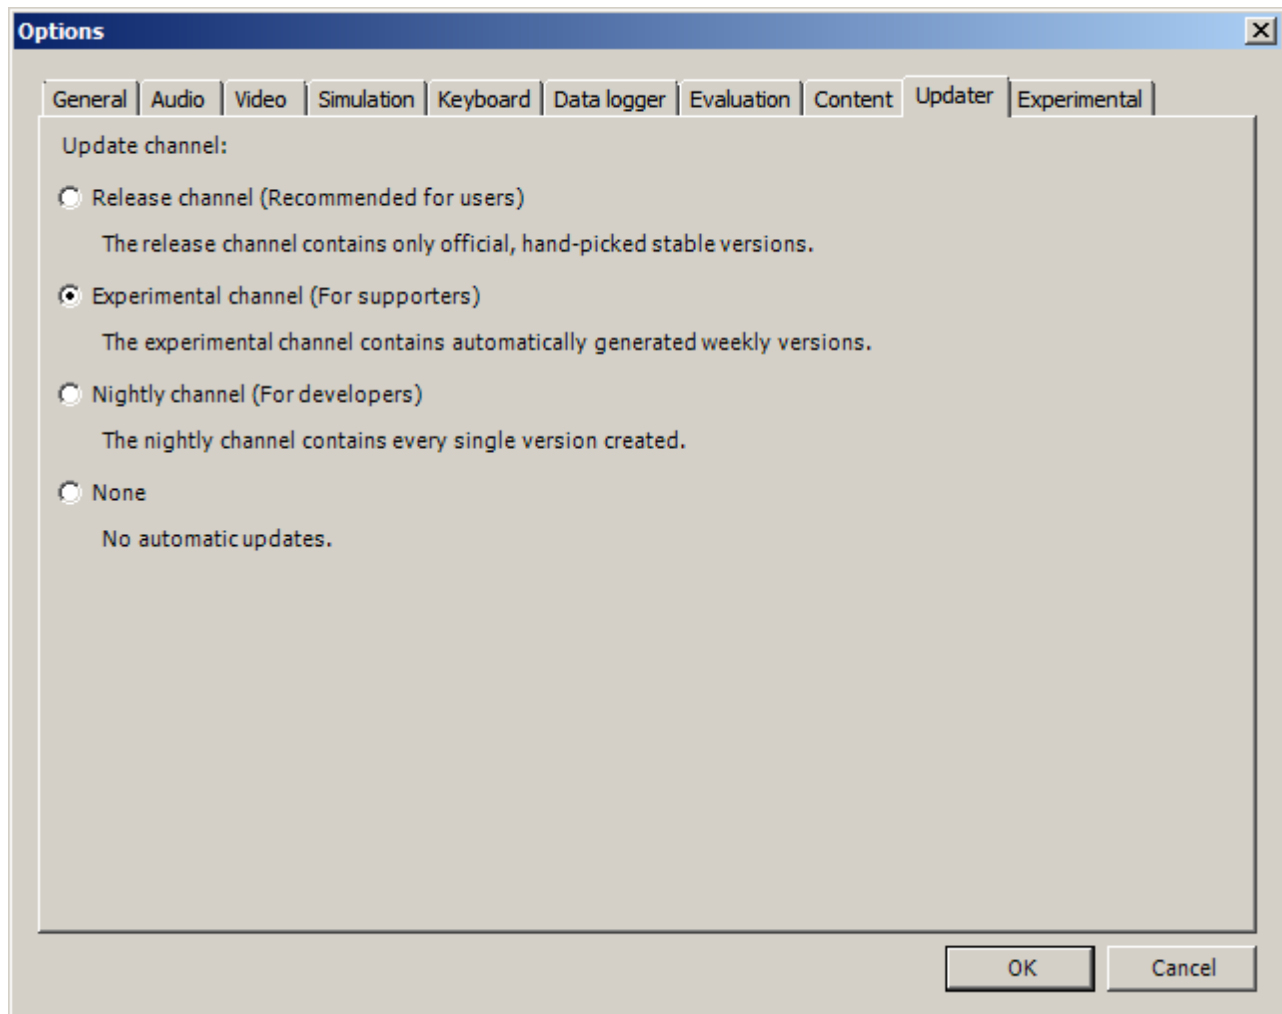 Options
General Audio Video Simulation Keyboard Data logger Evaluation Content Updater Experimental
Update channel:
Release channel (Recommended for users)
The release channel contains only official, hand-picked stable versions.
Experimental channel (For supporters)
The experimental channel contains automatically generated weekly versions.
Nightly channel (For developers)
The nightly channel contains every single version created.
None
No automatic updates.
OK Cancel